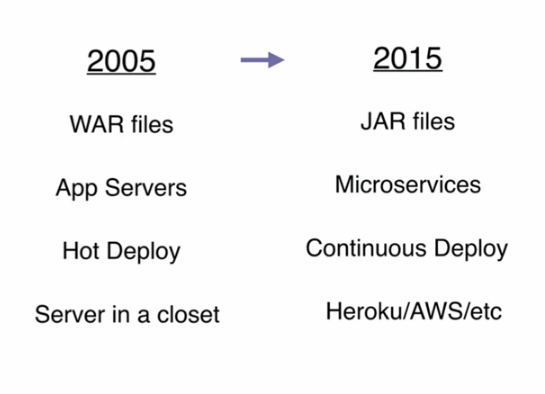 2005
2015
WAR files
JAR files
App Servers
Microservices
Hot Deploy
Continuous Deploy
Server in a closet
Heroku/AWS/etc